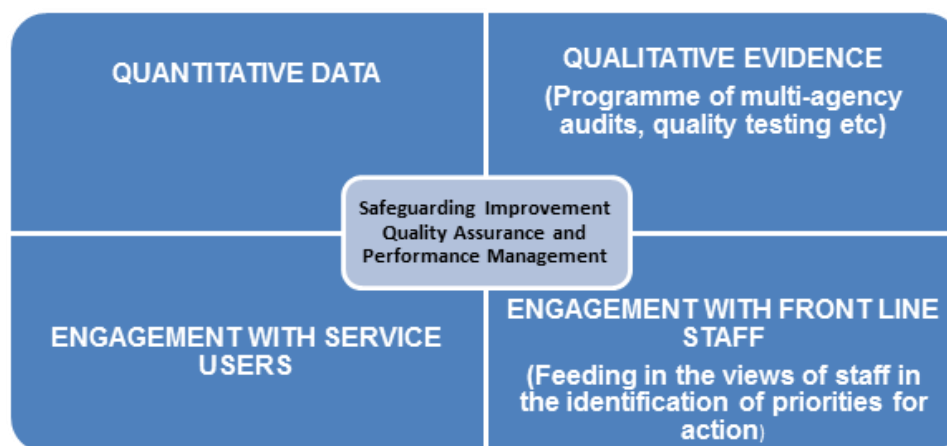 QUANTITATIVE DATA
QUALITATIVE EVIDENCE
(Programme of multi-agency
audits, quality testing etc)
Safeguarding Improvement
Quality Assurance and
Performance Management
ENGAGEMENT WITH SERVICE
USERS
ENGAGEMENT WITH FRONT LINE
STAFF
(Feeding in the views of staff in
the identification of priorities for
action)